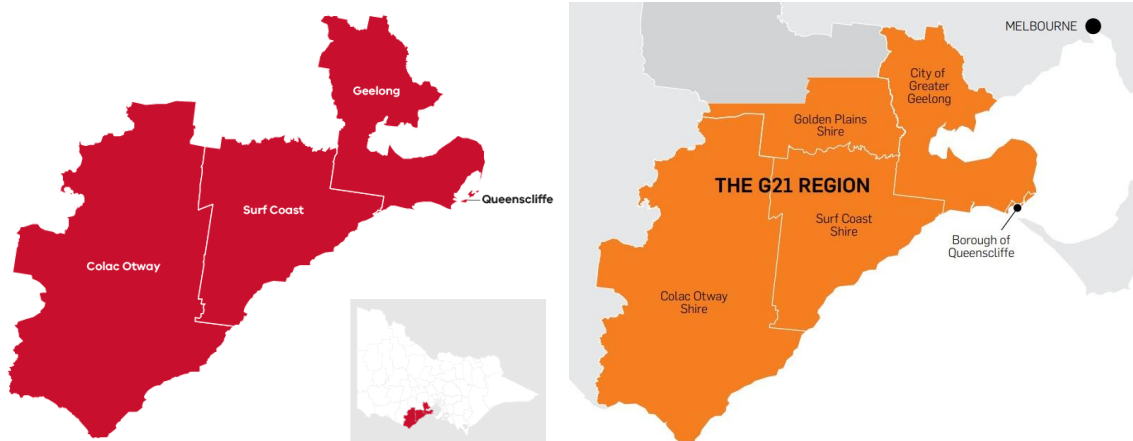 Geelong
Queenscliffe
Surf Coast
Colac Otway
MELBOURNE
City of
Greater
Geelong
Golden Plains
Shire
THE G21 REGION
Surf Coast
Shire
Borough of
Queenscliffe
Colac Otway
Shire